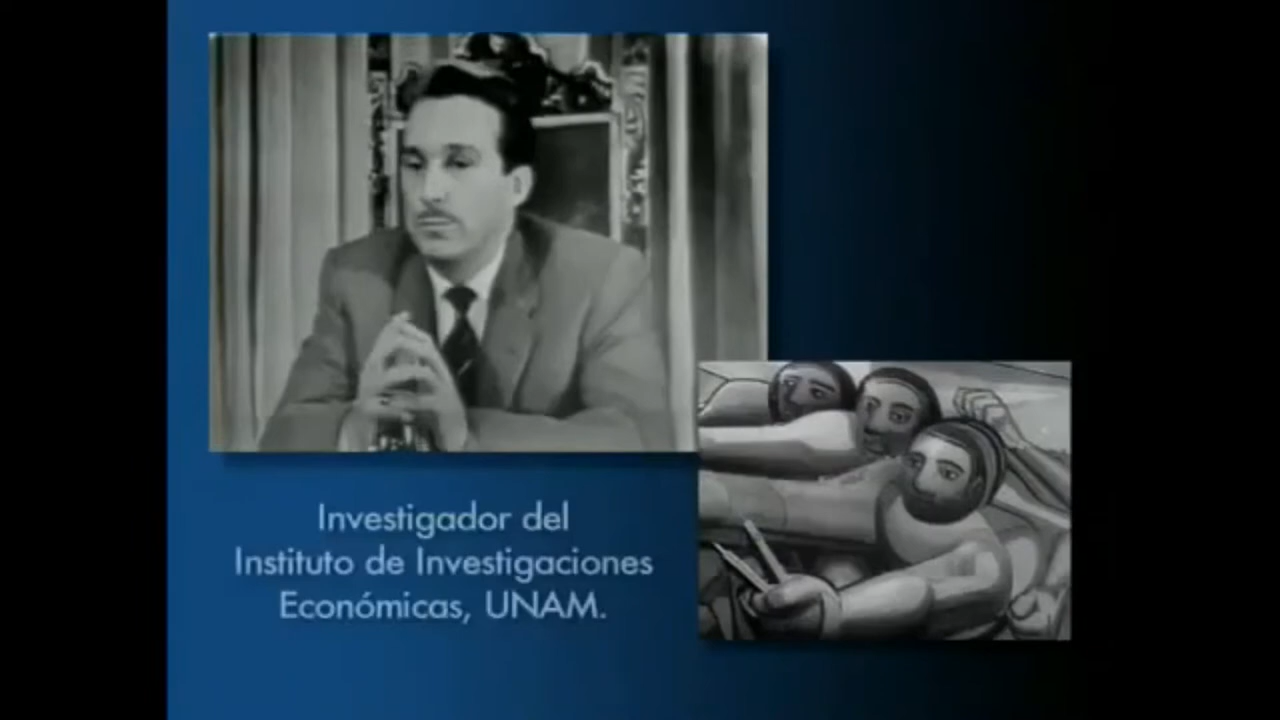 Investigador del
Instituto de Investigaciones
Económicas, UNAM.